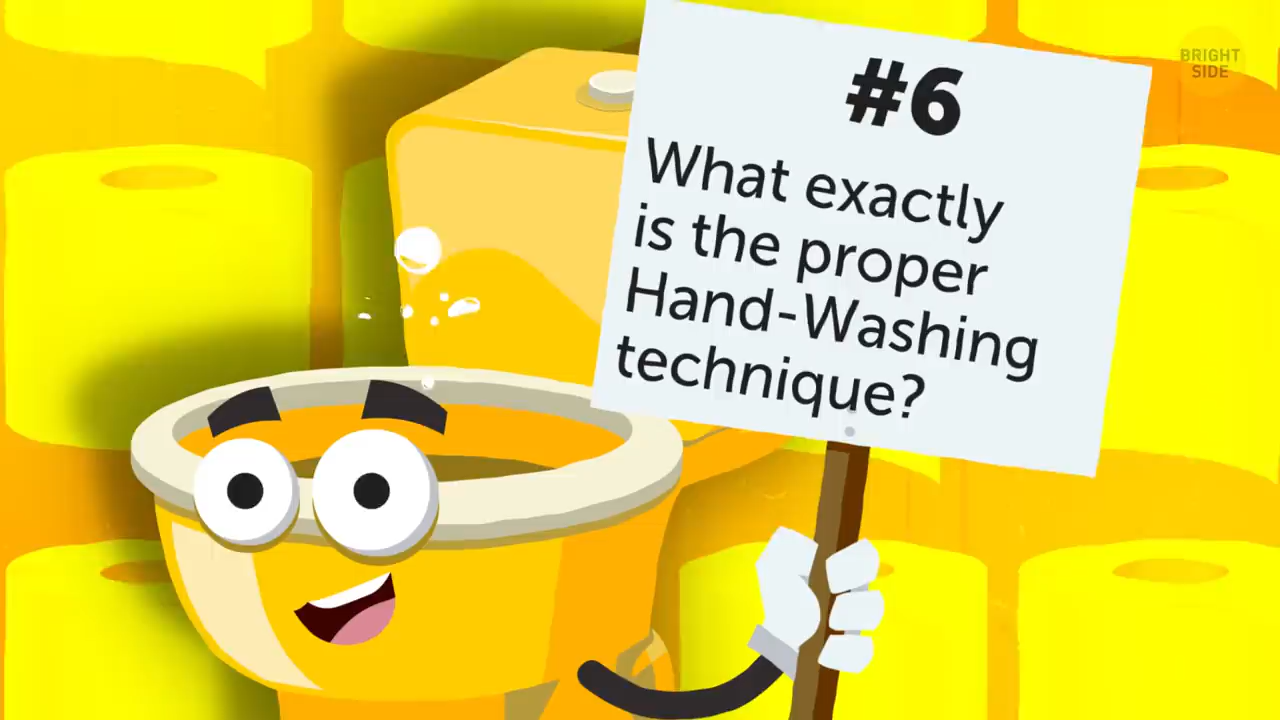 BRIGHT
SIDE
#6
What exactly
is the proper
Hand-Washing
technique?